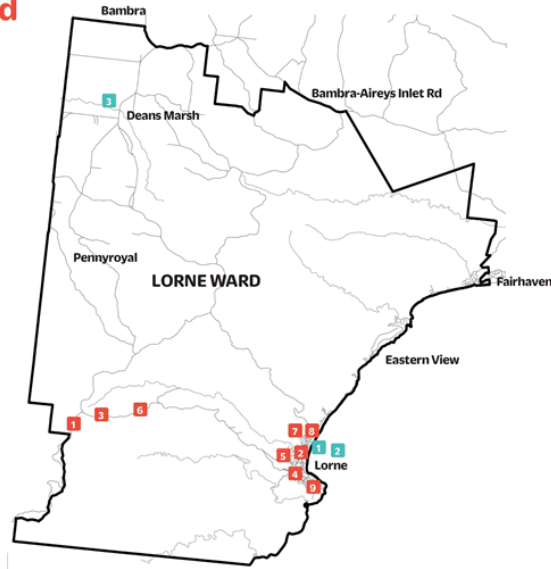 d
Bambra
Bambra-Aireys Inlet Rd
3
Deans Marsh
Pennyroyal
LORNE WARD
Fairhaven
Eastern View
1
3
6
7
8
1
2
5
2
Lorne
4
9